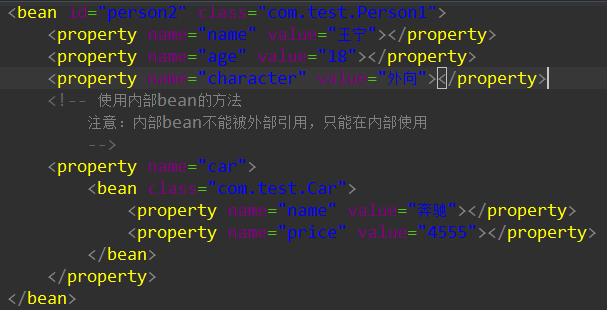 <bean id="person2" class="com.test.Person1">
<property name="name" value="王宁"></property>
<property name="age" value="18"></property>
<property name="character" value="外向"></property>
<!-- 使用内部bean的方法
注意：内部bean不能被外部引用，只能在内部使用
-->
<property name="car">
<bean class="com.test.Car">
<property name="name" value="奔驰"></property>
<property name="price" value="4555"></property>
</bean>
</property>
</bean>